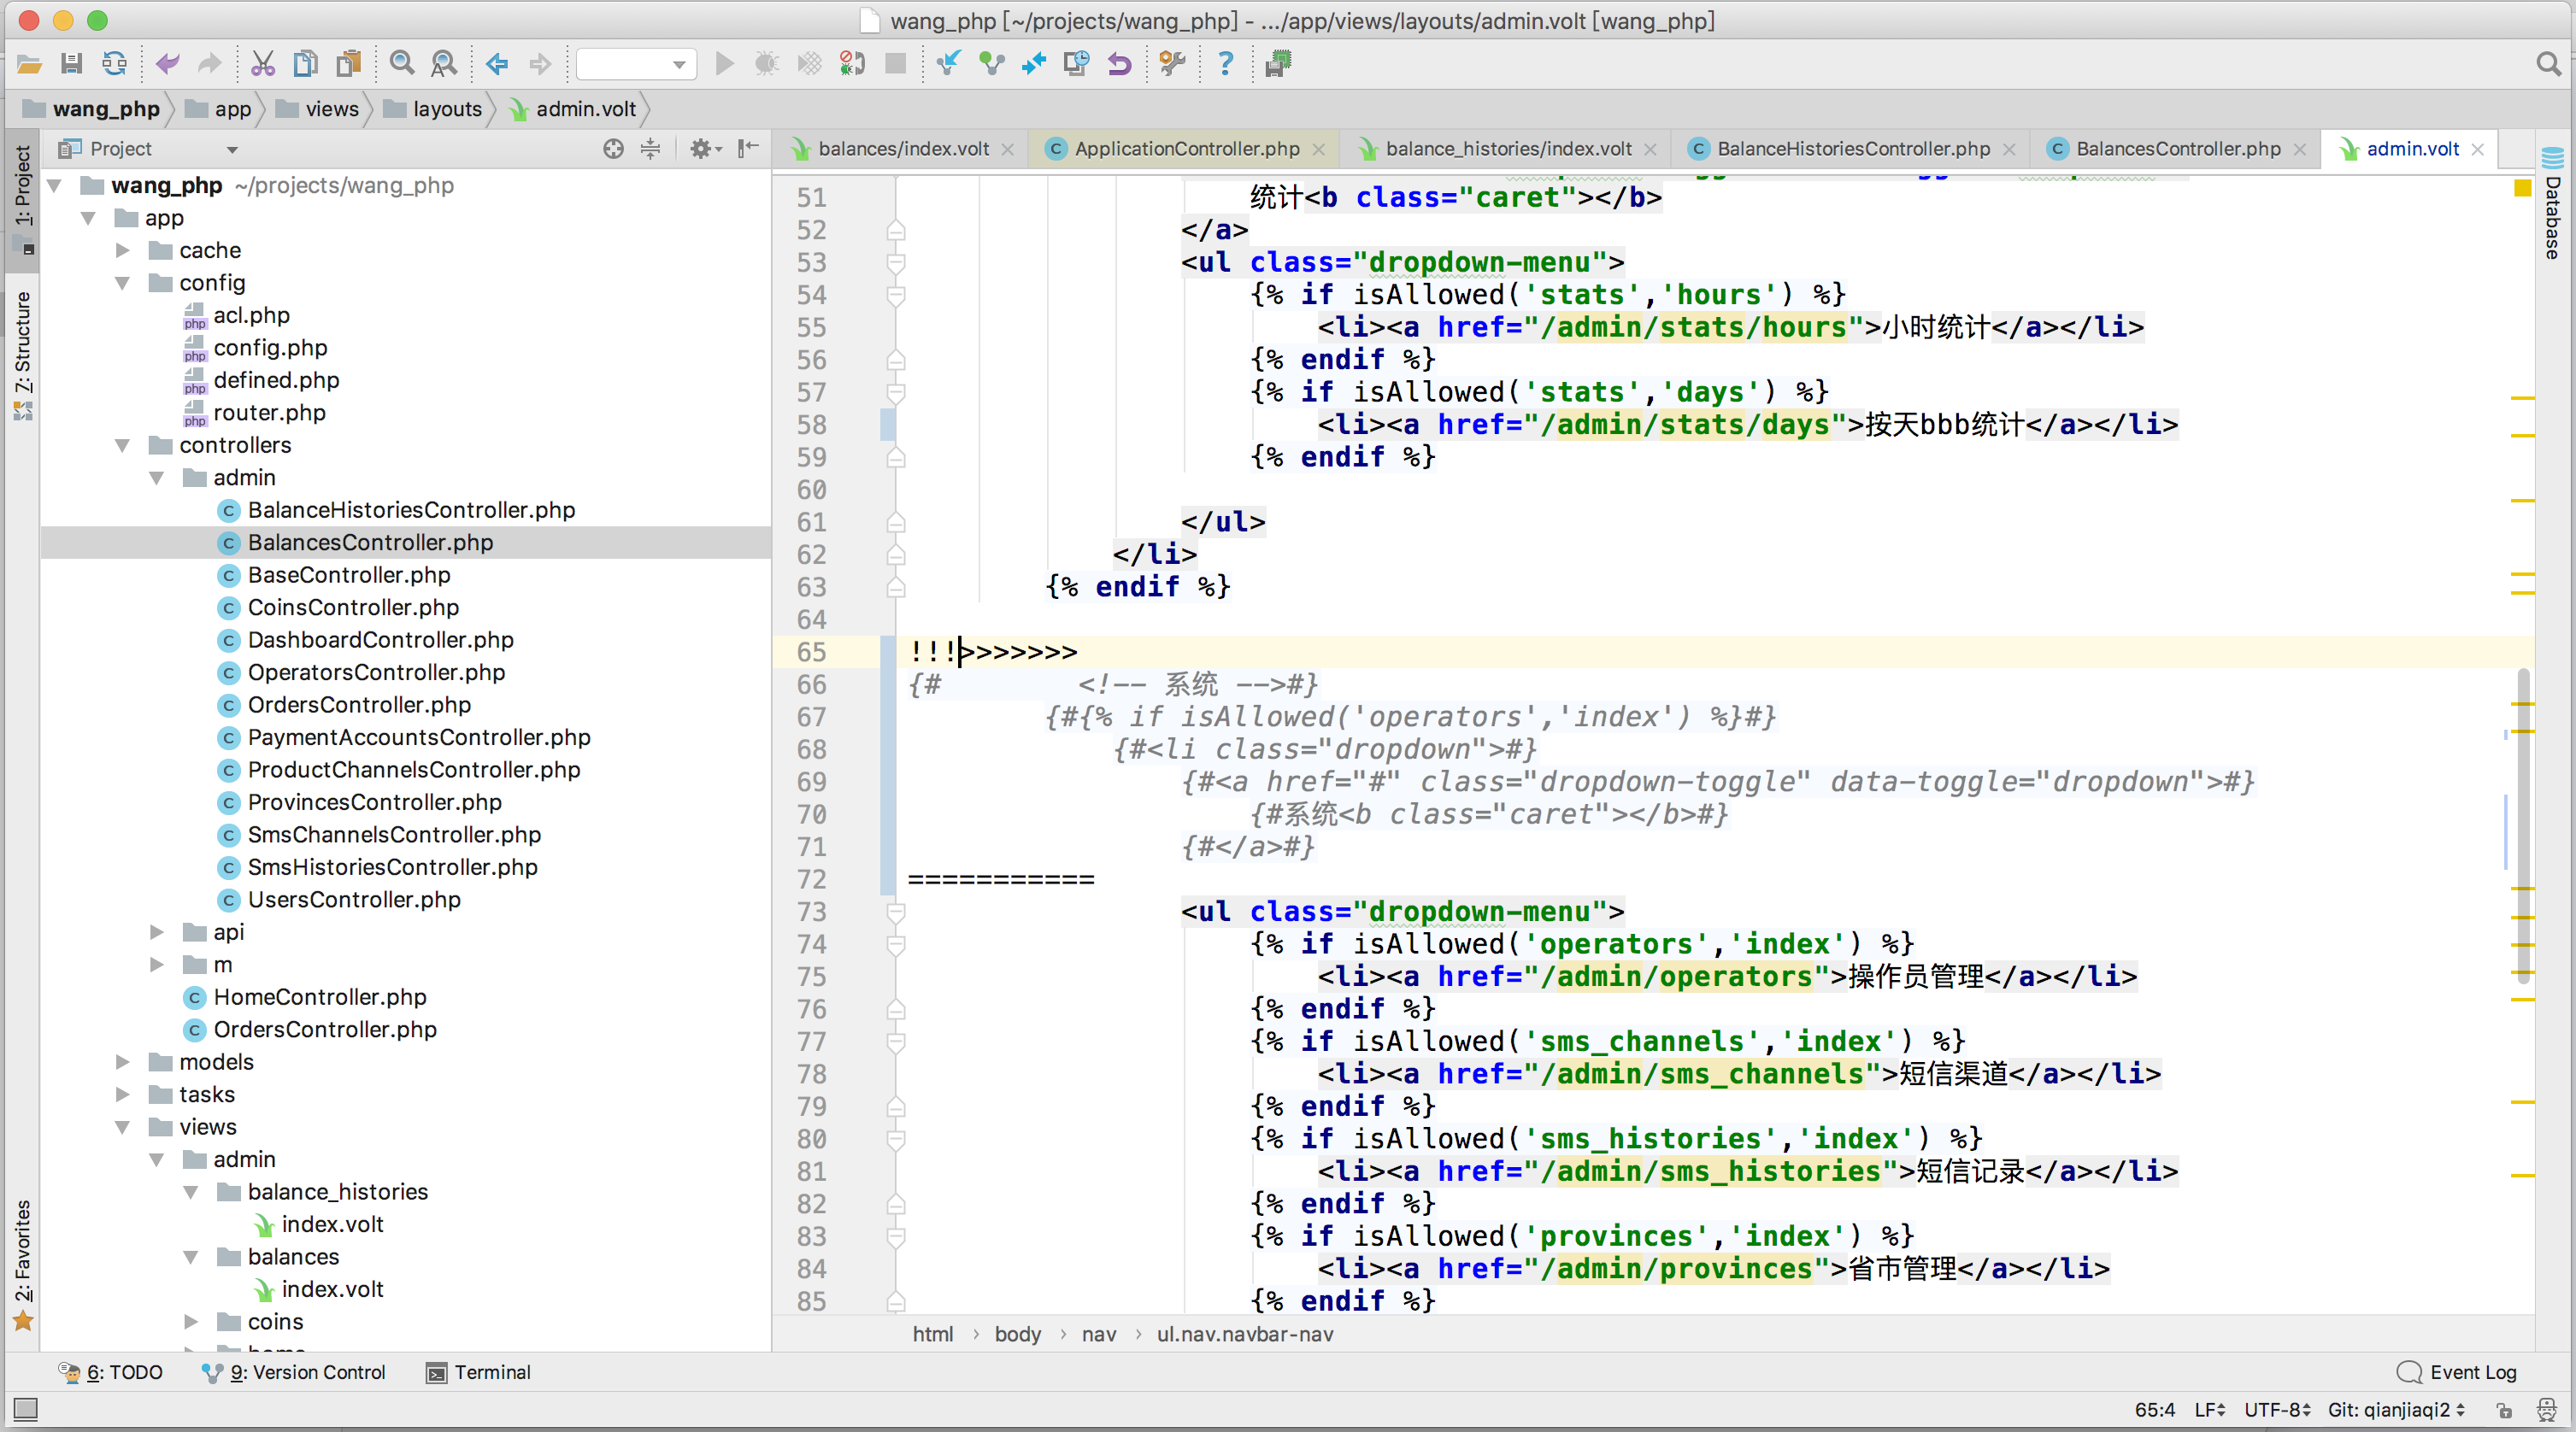 wang_php [~/projects/wang_php] - .../app/views/layouts/admin.volt [wang_php]
wang_php app views layouts admin.volt
Project
balances/index.volt ApplicationController.php balance_histories/index.volt BalanceHistoriesController.php BalancesController.php admin.volt
1: Project
7: Structure
2: Favorites
Database
wang_php ~/projects/wang_php
app
cache
config
php acl.php
php config.php
php defined.php
php router.php
controllers
admin
C BalanceHistoriesController.php
C BalancesController.php
C BaseController.php
C CoinsController.php
C DashboardController.php
C OperatorsController.php
C OrdersController.php
C PaymentAccountsController.php
C ProductChannelsController.php
C ProvincesController.php
C SmsChannelsController.php
C SmsHistoriesController.php
C UsersController.php
api
m
C HomeController.php
C OrdersController.php
models
tasks
views
admin
balance_histories
index.volt
balances
index.volt
coins
51 统计<b class="caret"></b>
52 </a>
53 <ul class="dropdown-menu">
54 {% if isAllowed('stats','hours') %}
55 <li><a href="/admin/stats/hours">小时统计</a></li>
56 {% endif %}
57 {% if isAllowed('stats','days') %}
58 <li><a href="/admin/stats/days">按天bbb统计</a></li>
59 {% endif %}
60
61 </ul>
62 </li>
63 {% endif %}
64
65 !!!>>>>>>>
66 {# <!-- 系统 -->#}
67 {#{% if isAllowed('operators','index') %}#}
68 {#<li class="dropdown">#}
69 {#<a href="#" class="dropdown-toggle" data-toggle="dropdown">#}
70 {#系统<b class="caret"></b>#}
71 {#</a>#}
72 ===========
73 <ul class="dropdown-menu">
74 {% if isAllowed('operators','index') %}
75 <li><a href="/admin/operators">操作员管理</a></li>
76 {% endif %}
77 {% if isAllowed('sms_channels','index') %}
78 <li><a href="/admin/sms_channels">短信渠道</a></li>
79 {% endif %}
80 {% if isAllowed('sms_histories','index') %}
81 <li><a href="/admin/sms_histories">短信记录</a></li>
82 {% endif %}
83 {% if isAllowed('provinces','index') %}
84 <li><a href="/admin/provinces">省市管理</a></li>
85 {% endif %}
html › body › nav › ul.nav.navbar-nav
6: TODO 9: Version Control Terminal Event Log
65:4 LF UTF-8 Git: qianjiaqi2